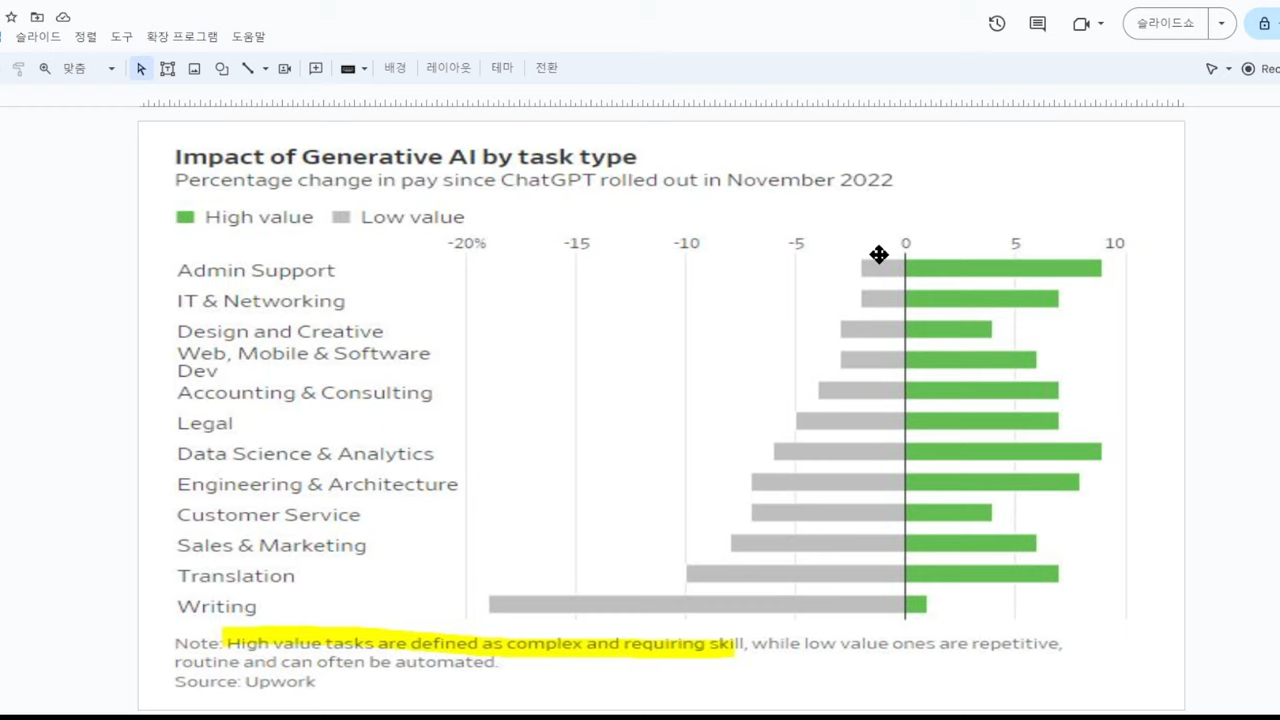 슬라이드 정렬 도구 확장 프로그램 도움말
슬라이드쇼
맞춤 배경 레이아웃 테마 전환 Rec
Impact of Generative AI by task type
Percentage change in pay since ChatGPT rolled out in November 2022
High value Low value
-20% -15 -10 -5 0 5 10
Admin Support
IT & Networking
Design and Creative
Web, Mobile & Software
Dev
Accounting & Consulting
Legal
Data Science & Analytics
Engineering & Architecture
Customer Service
Sales & Marketing
Translation
Writing
Note: High value tasks are defined as complex and requiring skill, while low value ones are repetitive,
routine and can often be automated.
Source: Upwork